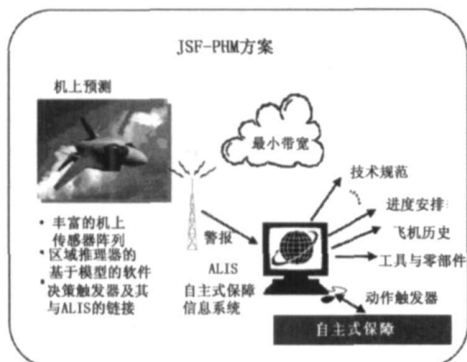 JSF-PHM方案
机上预测
最小带宽
技术规范
进度安排
飞机历史
工具与零部件
动作触发器
• 丰富的机上
传感器阵列
• 区域推理器的
基于模型的软件
• 决策触发器及其
与ALIS的链接
警报
ALIS
自主式保障
信息系统
自主式保障